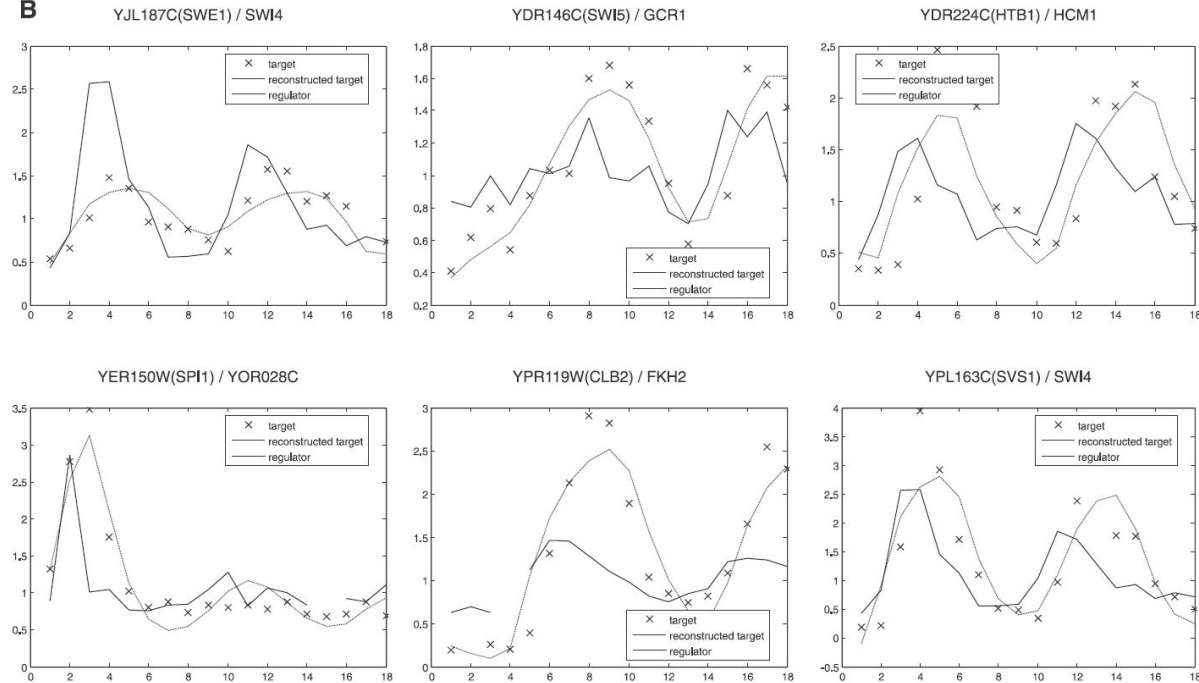 B
YJL187C(SWE1) / SWI4
YDR146C(SWI5) / GCR1
YDR224C(HTB1) / HCM1
3
2.5
2
1.5
1
0.5
0
0 2 4 6 8 10 12 14 16 18
target
reconstructed target
regulator
1.8
1.6
1.4
1.2
1
0.8
0.6
0.4
0.2
0 2 4 6 8 10 12 14 16 18
target
reconstructed target
regulator
2.5
2
1.5
1
0.5
0
0 2 4 6 8 10 12 14 16 18
target
reconstructed target
regulator
YER150W(SPI1) / YOR028C
YPR119W(CLB2) / FKH2
YPL163C(SVS1) / SWI4
3.5
3
2.5
2
1.5
1
0.5
0
0 2 4 6 8 10 12 14 16 18
target
reconstructed target
regulator
3
2.5
2
1.5
1
0.5
0
0 2 4 6 8 10 12 14 16 18
target
reconstructed target
regulator
4
3.5
3
2.5
2
1.5
1
0.5
0
-0.5
0 2 4 6 8 10 12 14 16 18
target
reconstructed target
regulator